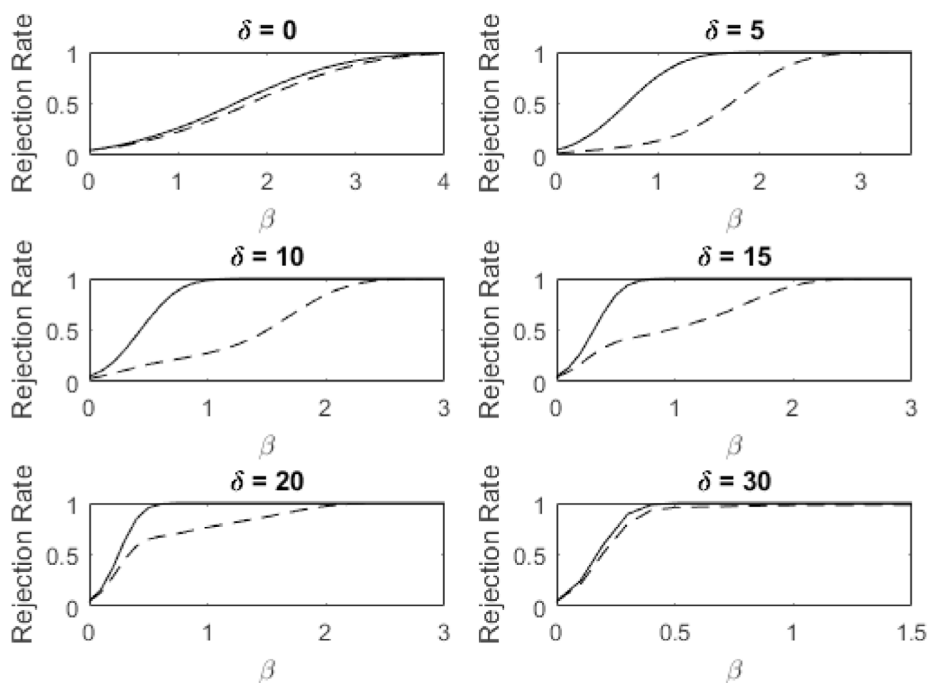 δ = 0
Rejection Rate
1
0.5
0
0 1 2 3 4
β
δ = 5
Rejection Rate
1
0.5
0
0 1 2 3
β
δ = 10
Rejection Rate
1
0.5
0
0 1 2 3
β
δ = 15
Rejection Rate
1
0.5
0
0 1 2 3
β
δ = 20
Rejection Rate
1
0.5
0
0 1 2 3
β
δ = 30
Rejection Rate
1
0.5
0
0 0.5 1 1.5
β